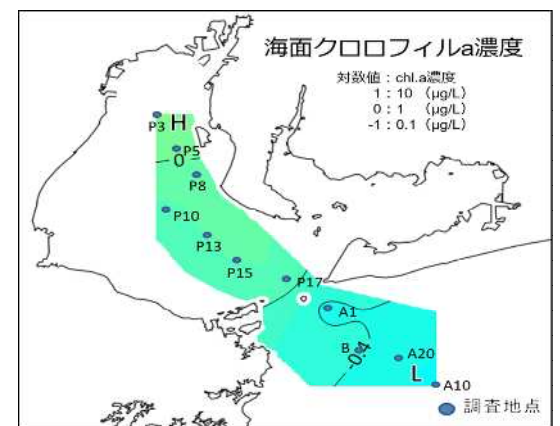 海面クロロフィルa濃度
対数値：chl.a濃度
1：10 （μg/L）
0：1 （μg/L）
-1：0.1 （μg/L）
P3
H
P5
0
P8
P10
P13
P15
P17
A1
B
-0.4
A20
L
A10
調査地点